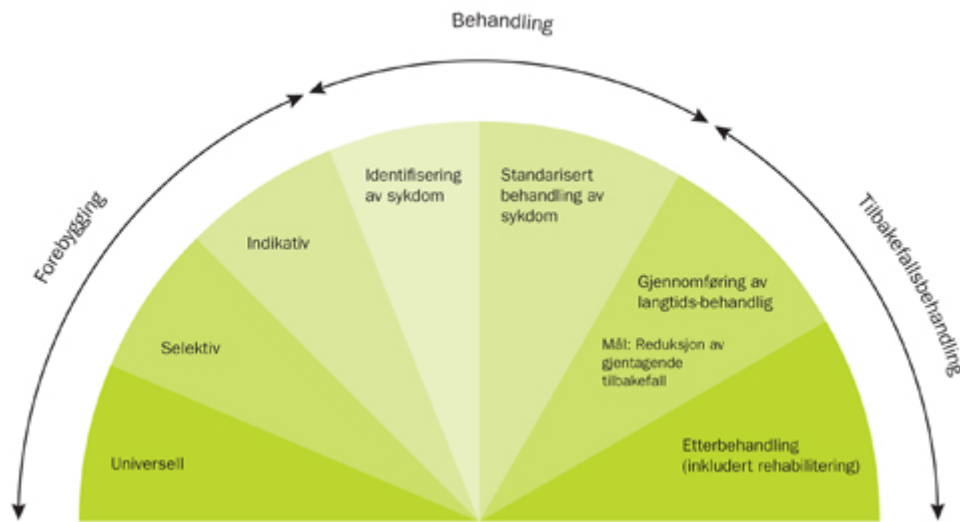 Behandling
Forebygging
Tilbakefallsbehandling
Universell
Selektiv
Indikativ
Identifisering
av sykdom
Standarisert
behandling av
sykdom
Gjennomføring av
langtids-behandlig
Mål: Reduksjon av
gjentagende
tilbakefall
Etterbehandling
(inkludert rehabilitering)